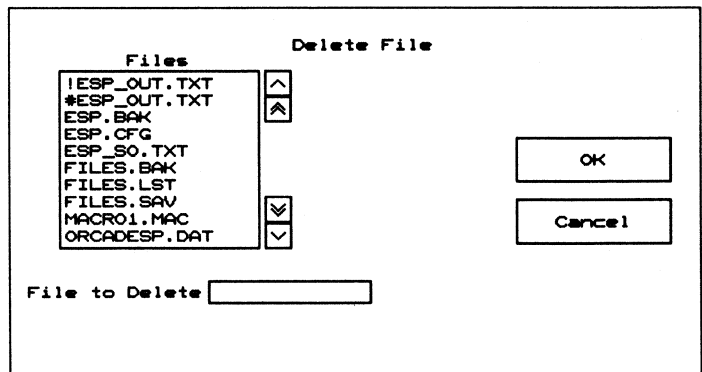 Delete File
Files
!ESP_OUT.TXT
#ESP_OUT.TXT
ESP.BAK
ESP.CFG
ESP_SO.TXT
FILES.BAK
FILES.LST
FILES.SAV
MACRO1.MAC
ORCADESP.DAT
OK
Cancel
File to Delete